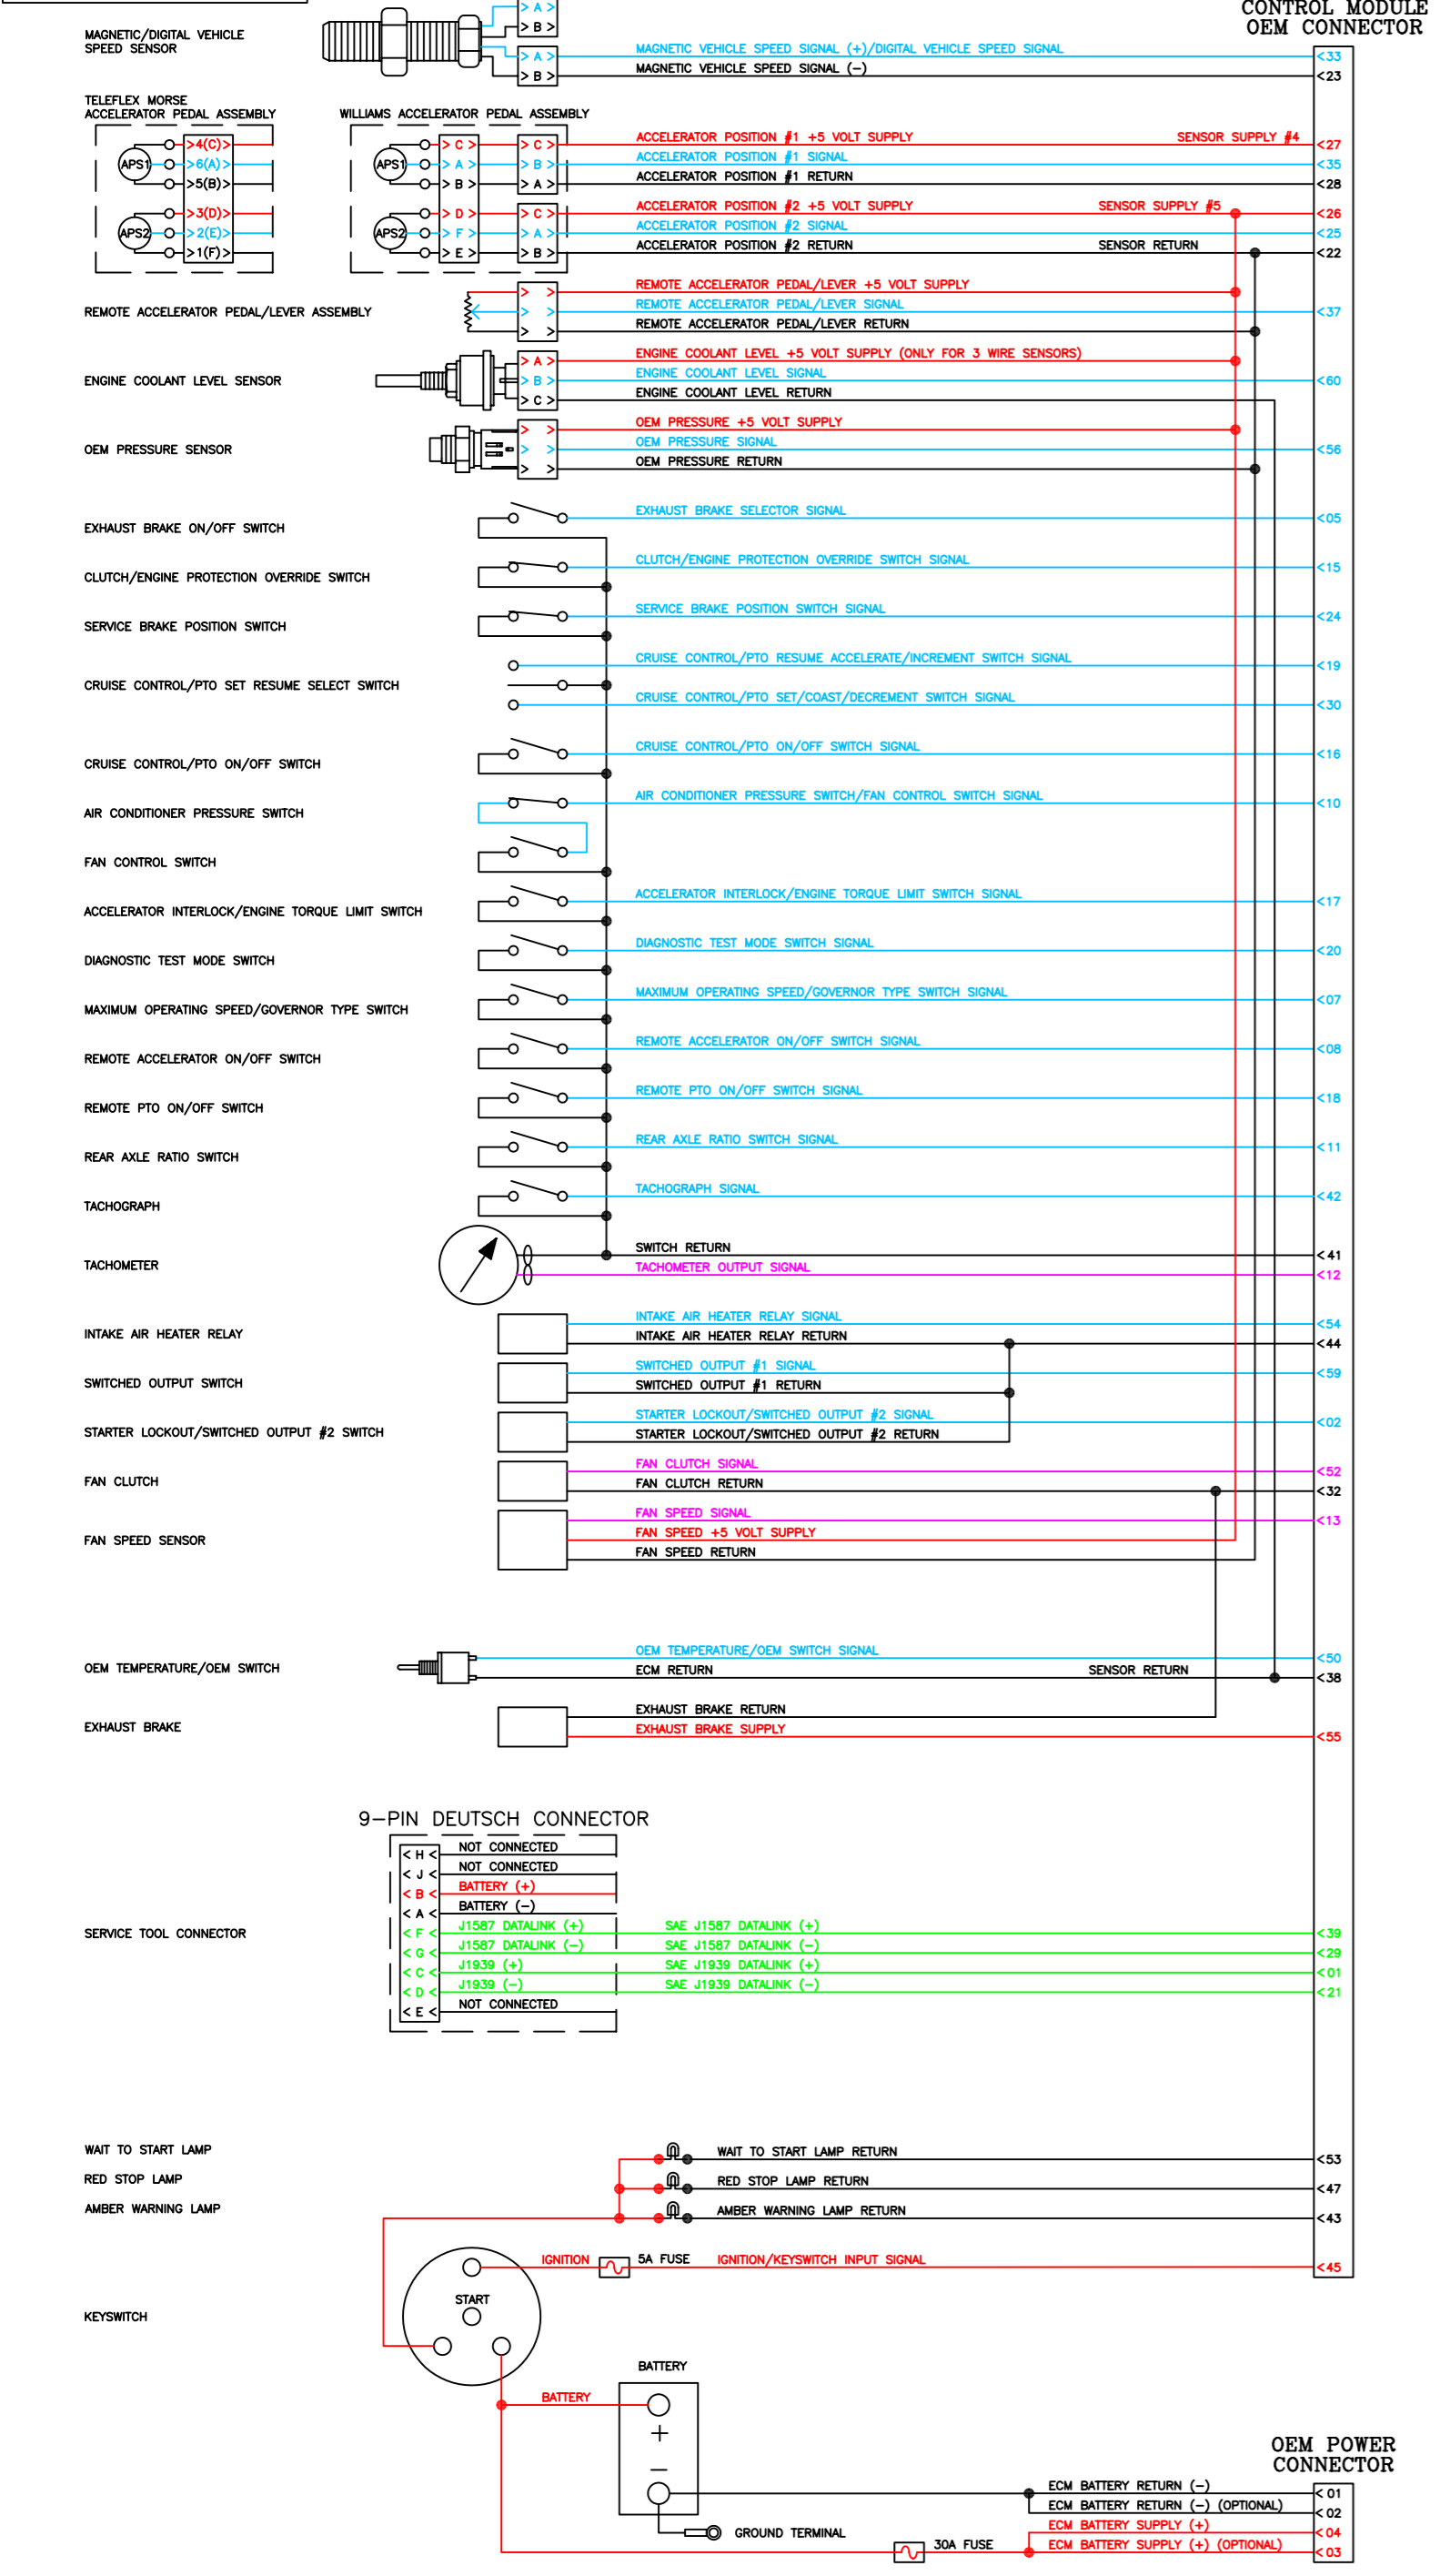 CONTROL MODULE
OEM CONNECTOR
MAGNETIC/DIGITAL VEHICLE
SPEED SENSOR
> A >
> B >
> A > MAGNETIC VEHICLE SPEED SIGNAL (+)/DIGITAL VEHICLE SPEED SIGNAL <33
> B > MAGNETIC VEHICLE SPEED SIGNAL (−) <23
TELEFLEX MORSE
ACCELERATOR PEDAL ASSEMBLY
WILLIAMS ACCELERATOR PEDAL ASSEMBLY
APS1 >4(C)> APS1 > C > > C > ACCELERATOR POSITION #1 +5 VOLT SUPPLY SENSOR SUPPLY #4 <27
>6(A)> > A > > B > ACCELERATOR POSITION #1 SIGNAL <35
>5(B)> > B > > A > ACCELERATOR POSITION #1 RETURN <28
APS2 >3(D)> APS2 > D > > C > ACCELERATOR POSITION #2 +5 VOLT SUPPLY SENSOR SUPPLY #5 <26
>2(E)> > F > > A > ACCELERATOR POSITION #2 SIGNAL <25
>1(F)> > E > > B > ACCELERATOR POSITION #2 RETURN SENSOR RETURN <22
REMOTE ACCELERATOR PEDAL/LEVER ASSEMBLY
> > REMOTE ACCELERATOR PEDAL/LEVER +5 VOLT SUPPLY
> > REMOTE ACCELERATOR PEDAL/LEVER SIGNAL <37
> > REMOTE ACCELERATOR PEDAL/LEVER RETURN
ENGINE COOLANT LEVEL SENSOR
> A > ENGINE COOLANT LEVEL +5 VOLT SUPPLY (ONLY FOR 3 WIRE SENSORS)
> B > ENGINE COOLANT LEVEL SIGNAL <60
> C > ENGINE COOLANT LEVEL RETURN
OEM PRESSURE SENSOR
> > OEM PRESSURE +5 VOLT SUPPLY
> > OEM PRESSURE SIGNAL <56
> > OEM PRESSURE RETURN
EXHAUST BRAKE ON/OFF SWITCH EXHAUST BRAKE SELECTOR SIGNAL <05
CLUTCH/ENGINE PROTECTION OVERRIDE SWITCH CLUTCH/ENGINE PROTECTION OVERRIDE SWITCH SIGNAL <15
SERVICE BRAKE POSITION SWITCH SERVICE BRAKE POSITION SWITCH SIGNAL <24
CRUISE CONTROL/PTO RESUME ACCELERATE/INCREMENT SWITCH SIGNAL <19
CRUISE CONTROL/PTO SET RESUME SELECT SWITCH
CRUISE CONTROL/PTO SET/COAST/DECREMENT SWITCH SIGNAL <30
CRUISE CONTROL/PTO ON/OFF SWITCH CRUISE CONTROL/PTO ON/OFF SWITCH SIGNAL <16
AIR CONDITIONER PRESSURE SWITCH AIR CONDITIONER PRESSURE SWITCH/FAN CONTROL SWITCH SIGNAL <10
FAN CONTROL SWITCH
ACCELERATOR INTERLOCK/ENGINE TORQUE LIMIT SWITCH ACCELERATOR INTERLOCK/ENGINE TORQUE LIMIT SWITCH SIGNAL <17
DIAGNOSTIC TEST MODE SWITCH DIAGNOSTIC TEST MODE SWITCH SIGNAL <20
MAXIMUM OPERATING SPEED/GOVERNOR TYPE SWITCH MAXIMUM OPERATING SPEED/GOVERNOR TYPE SWITCH SIGNAL <07
REMOTE ACCELERATOR ON/OFF SWITCH REMOTE ACCELERATOR ON/OFF SWITCH SIGNAL <08
REMOTE PTO ON/OFF SWITCH REMOTE PTO ON/OFF SWITCH SIGNAL <18
REAR AXLE RATIO SWITCH REAR AXLE RATIO SWITCH SIGNAL <11
TACHOGRAPH TACHOGRAPH SIGNAL <42
TACHOMETER
SWITCH RETURN <41
TACHOMETER OUTPUT SIGNAL <12
INTAKE AIR HEATER RELAY
INTAKE AIR HEATER RELAY SIGNAL <54
INTAKE AIR HEATER RELAY RETURN <44
SWITCHED OUTPUT SWITCH
SWITCHED OUTPUT #1 SIGNAL <59
SWITCHED OUTPUT #1 RETURN
STARTER LOCKOUT/SWITCHED OUTPUT #2 SWITCH
STARTER LOCKOUT/SWITCHED OUTPUT #2 SIGNAL <02
STARTER LOCKOUT/SWITCHED OUTPUT #2 RETURN
FAN CLUTCH
FAN CLUTCH SIGNAL <52
FAN CLUTCH RETURN <32
FAN SPEED SENSOR
FAN SPEED SIGNAL <13
FAN SPEED +5 VOLT SUPPLY
FAN SPEED RETURN
OEM TEMPERATURE/OEM SWITCH
OEM TEMPERATURE/OEM SWITCH SIGNAL <50
ECM RETURN SENSOR RETURN <38
EXHAUST BRAKE
EXHAUST BRAKE RETURN
EXHAUST BRAKE SUPPLY <55
9−PIN DEUTSCH CONNECTOR
SERVICE TOOL CONNECTOR
< H < NOT CONNECTED
< J < NOT CONNECTED
< B < BATTERY (+)
< A < BATTERY (−)
< F < J1587 DATALINK (+) SAE J1587 DATALINK (+) <39
< G < J1587 DATALINK (−) SAE J1587 DATALINK (−) <29
< C < J1939 (+) SAE J1939 DATALINK (+) <01
< D < J1939 (−) SAE J1939 DATALINK (−) <21
< E < NOT CONNECTED
WAIT TO START LAMP WAIT TO START LAMP RETURN <53
RED STOP LAMP RED STOP LAMP RETURN <47
AMBER WARNING LAMP AMBER WARNING LAMP RETURN <43
IGNITION 5A FUSE IGNITION/KEYSWITCH INPUT SIGNAL <45
START
KEYSWITCH
BATTERY
BATTERY
+
−
OEM POWER
CONNECTOR
ECM BATTERY RETURN (−) < 01
ECM BATTERY RETURN (−) (OPTIONAL) < 02
GROUND TERMINAL
ECM BATTERY SUPPLY (+) < 04
30A FUSE ECM BATTERY SUPPLY (+) (OPTIONAL) < 03